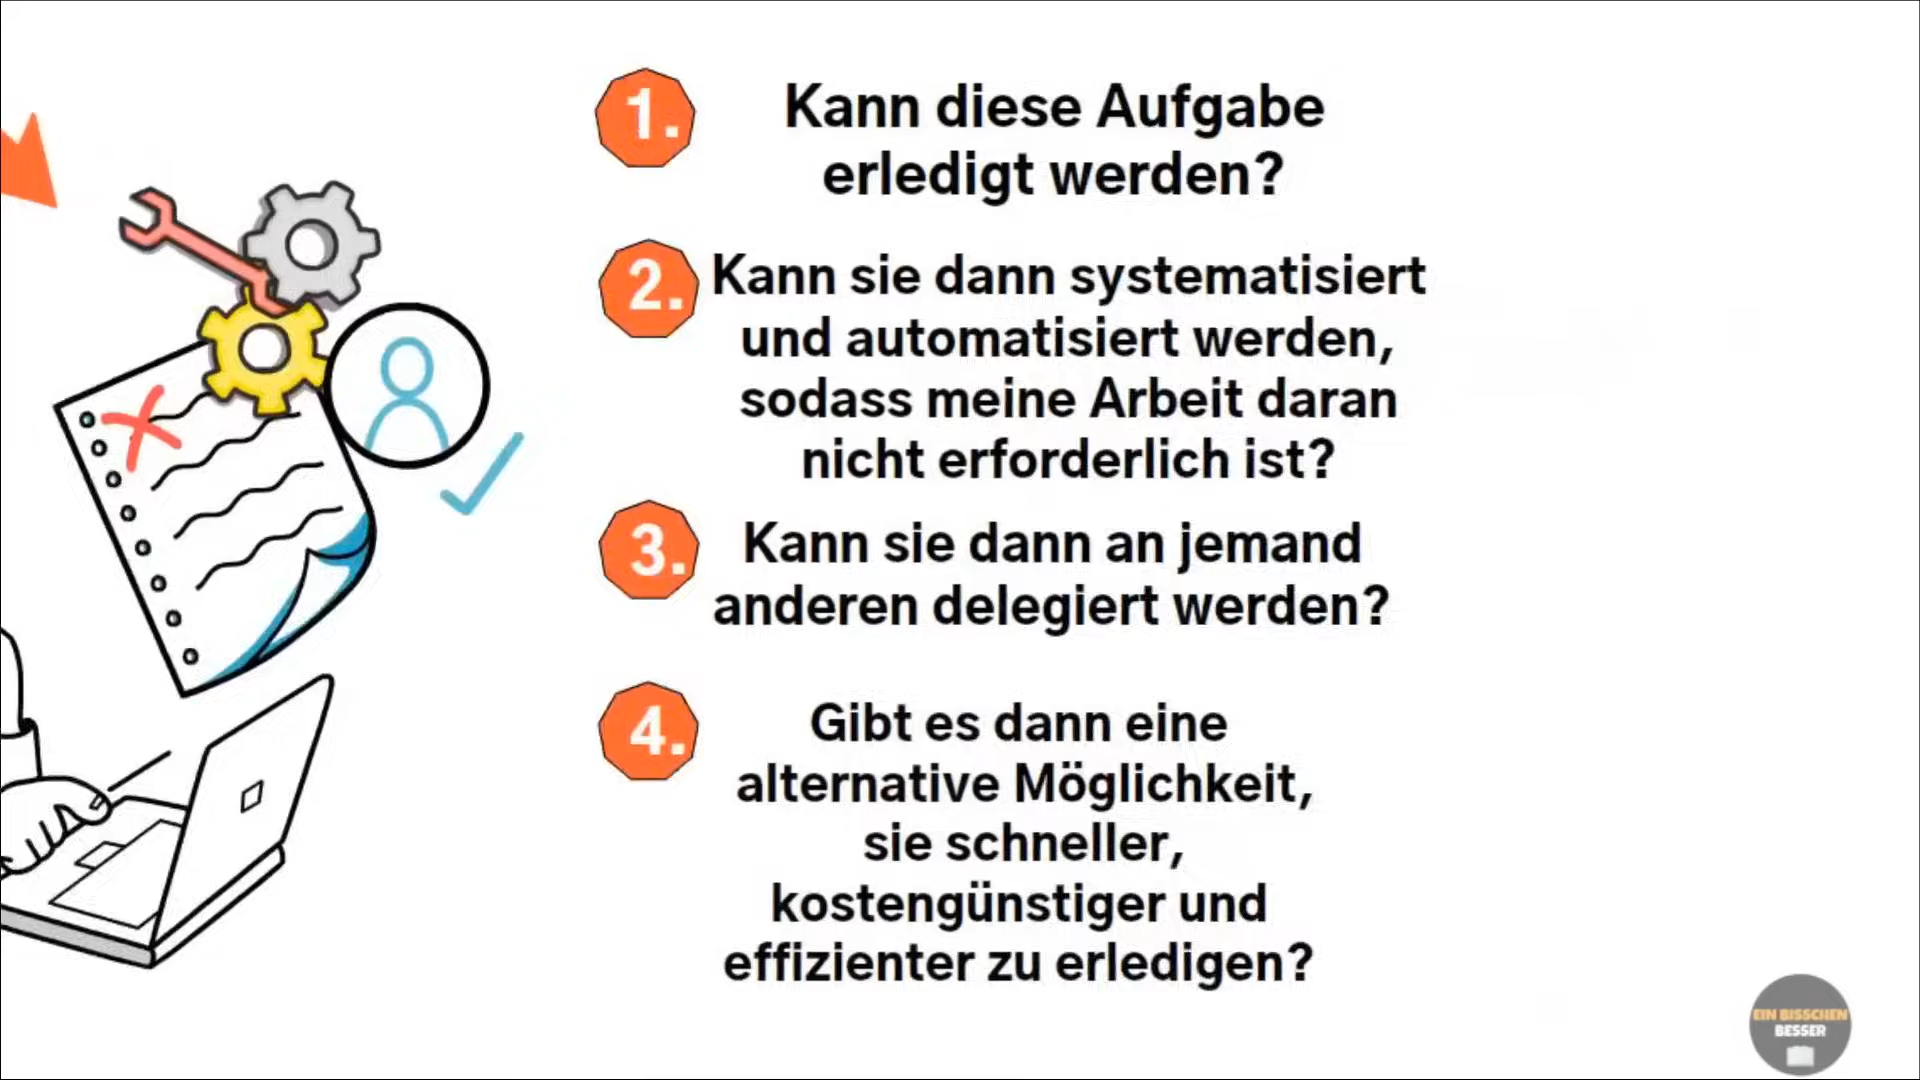 1.
Kann diese Aufgabe
erledigt werden?
2.
Kann sie dann systematisiert
und automatisiert werden,
sodass meine Arbeit daran
nicht erforderlich ist?
3.
Kann sie dann an jemand
anderen delegiert werden?
4.
Gibt es dann eine
alternative Möglichkeit,
sie schneller,
kostengünstiger und
effizienter zu erledigen?
EIN BISSCHEN
BESSER